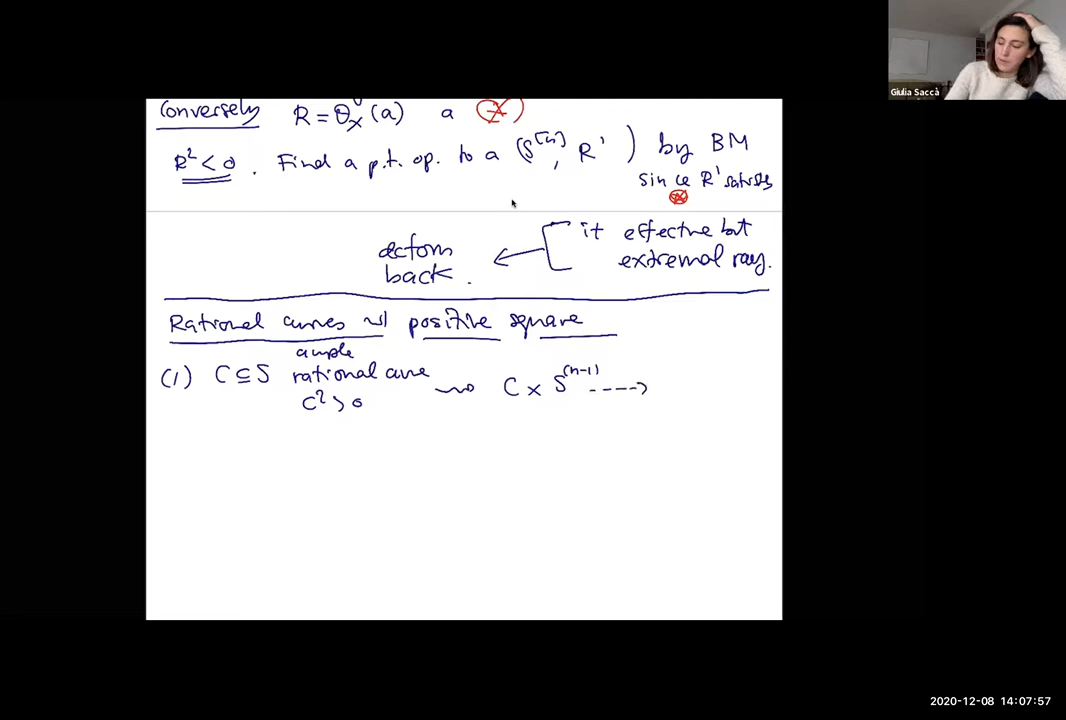 Conversely R = θ_X^∨(a) a ⊛
R² < 0. Find a p.t. op. to a (S^[n], R') by BM
since R' satisfies
⊛
it effective but
deform ← extremal ray.
back.
Rational curves w/ positive square
ample
(1) C ⊆ S rational curve ⇝ C × S^(n-1) ---->
C² > 0
Giulia Saccà
2020-12-08 14:07:57